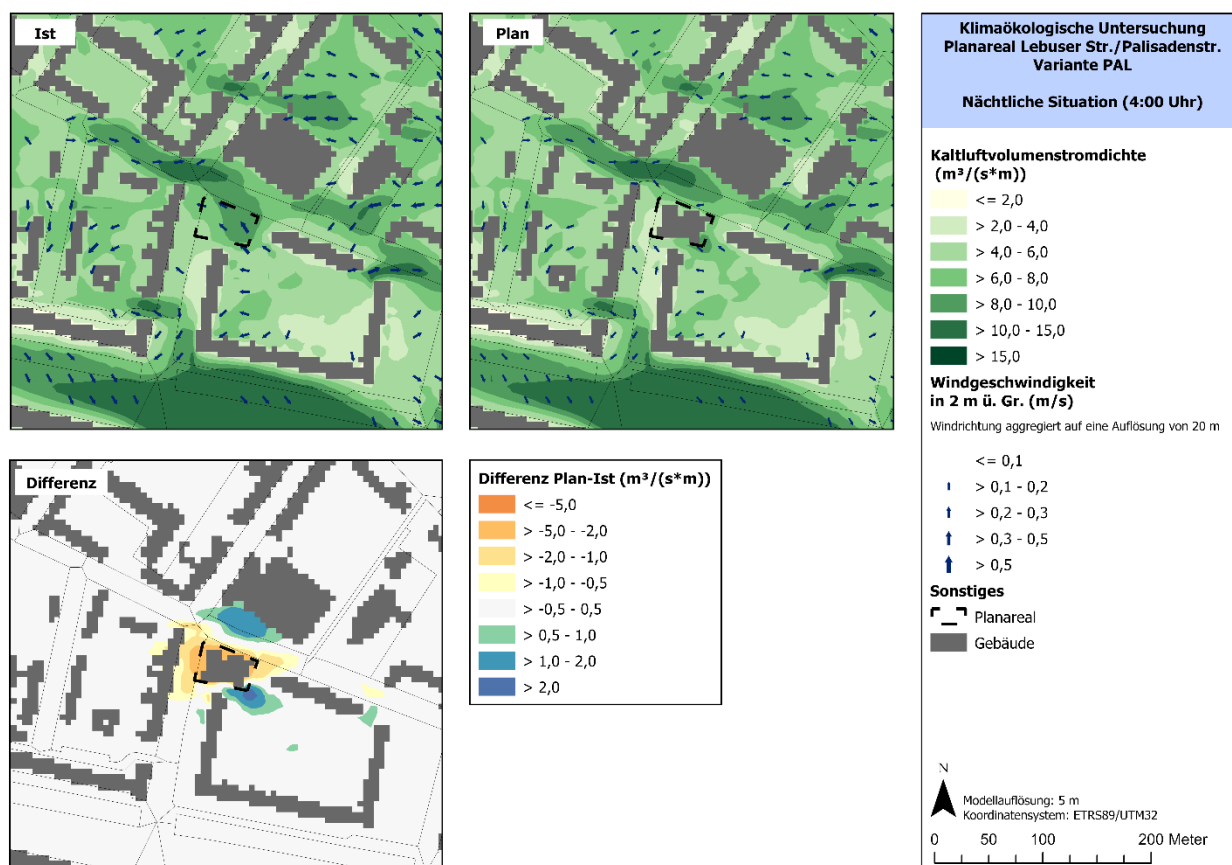 Ist
Plan
Klimaökologische Untersuchung
Planareal Lebuser Str./Palisadenstr.
Variante PAL
Nächtliche Situation (4:00 Uhr)
Kaltluftvolumenstromdichte
(m³/(s*m))
<= 2,0
> 2,0 - 4,0
> 4,0 - 6,0
> 6,0 - 8,0
> 8,0 - 10,0
> 10,0 - 15,0
> 15,0
Windgeschwindigkeit
in 2 m ü. Gr. (m/s)
Windrichtung aggregiert auf eine Auflösung von 20 m
<= 0,1
> 0,1 - 0,2
> 0,2 - 0,3
> 0,3 - 0,5
> 0,5
Sonstiges
Planareal
Gebäude
Differenz
Differenz Plan-Ist (m³/(s*m))
<= -5,0
> -5,0 - -2,0
> -2,0 - -1,0
> -1,0 - -0,5
> -0,5 - 0,5
> 0,5 - 1,0
> 1,0 - 2,0
> 2,0
N
Modellauflösung: 5 m
Koordinatensystem: ETRS89/UTM32
0 50 100 200 Meter